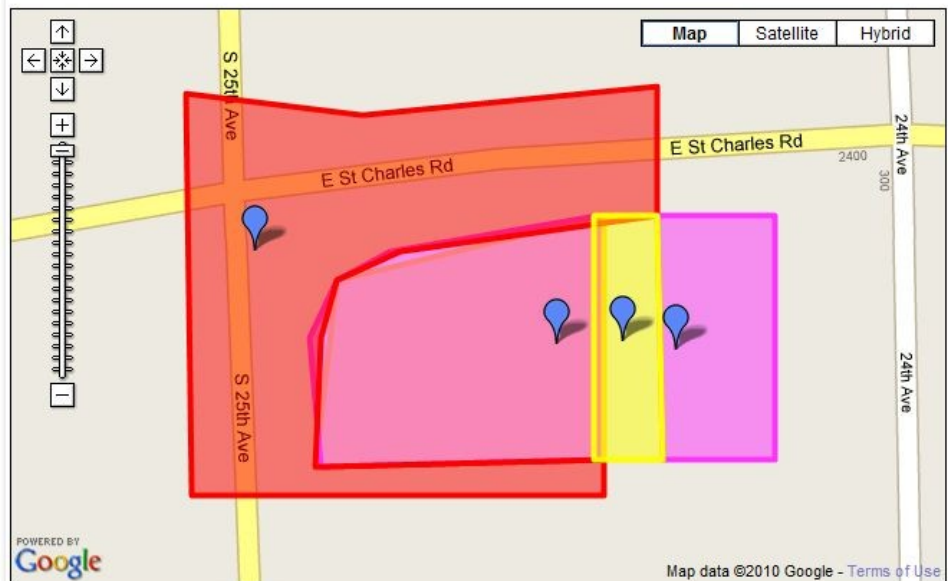 Map Satellite Hybrid
S 25th Ave
24th Ave
E St Charles Rd
E St Charles Rd
2400
300
S 25th Ave
24th Ave
POWERED BY
Google
Map data ©2010 Google - Terms of Use